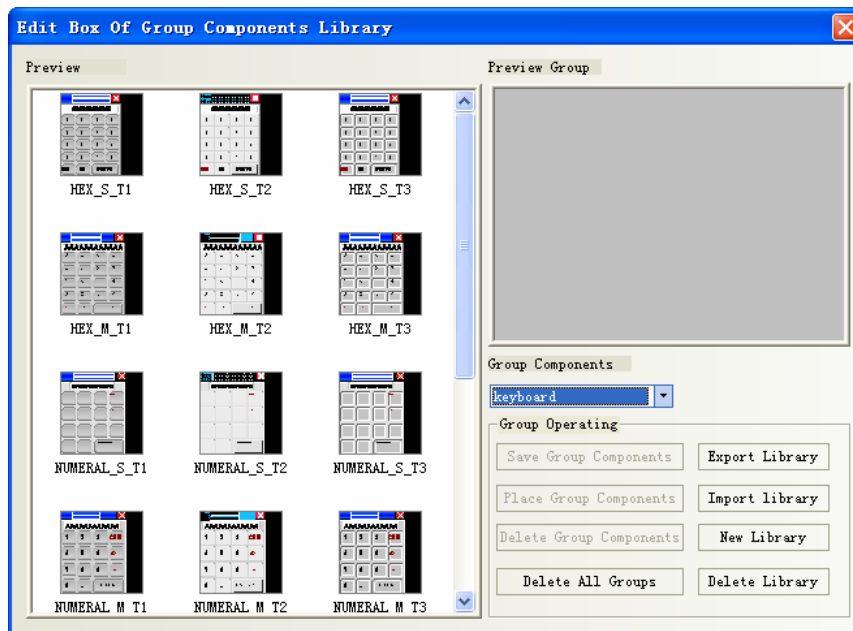 Edit Box Of Group Components Library
Preview
HEX_S_T1 HEX_S_T2 HEX_S_T3
HEX_M_T1 HEX_M_T2 HEX_M_T3
NUMERAL_S_T1 NUMERAL_S_T2 NUMERAL_S_T3
NUMERAL_M_T1 NUMERAL_M_T2 NUMERAL_M_T3
Preview Group
Group Components
keyboard
Group Operating
Save Group Components Export Library
Place Group Components Import library
Delete Group Components New Library
Delete All Groups Delete Library